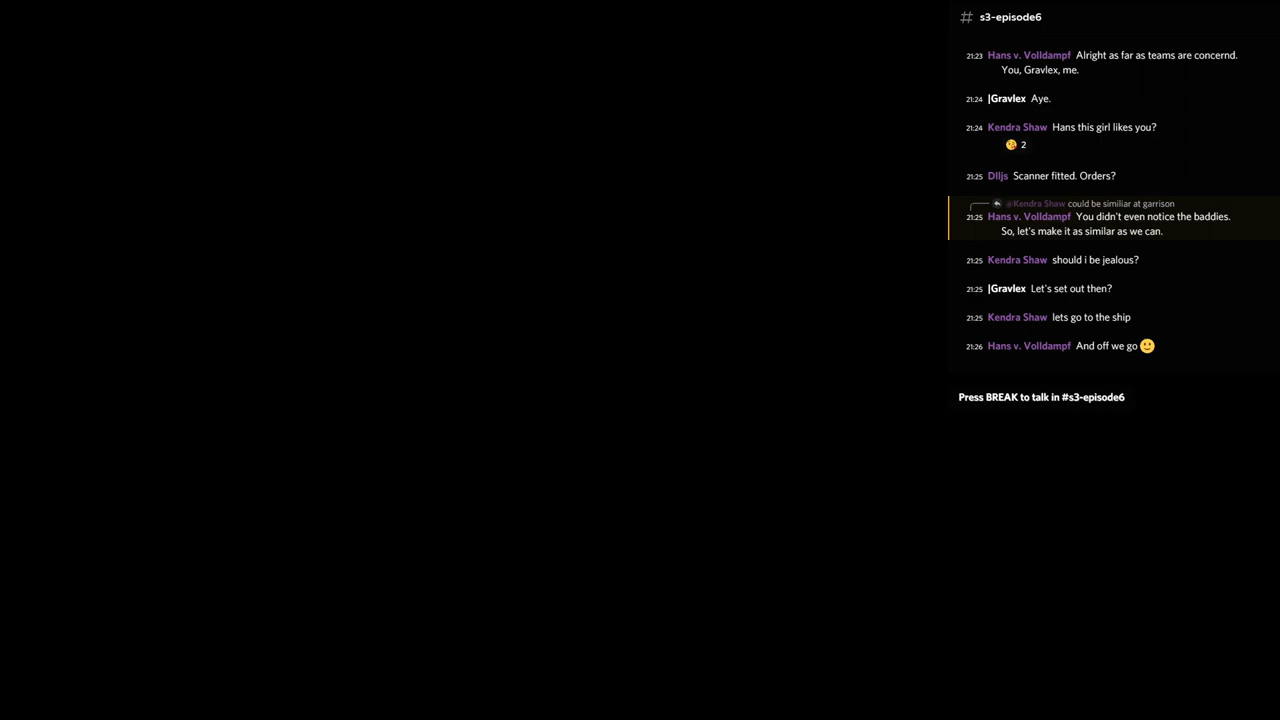 # s3-episode6
21:23 Hans v. Volldampf Alright as far as teams are concernd.
You, Gravlex, me.
21:24 |Gravlex Aye.
21:24 Kendra Shaw Hans this girl likes you?
😘 2
21:25 Dlljs Scanner fitted. Orders?
@Kendra Shaw could be similiar at garrison
21:25 Hans v. Volldampf You didn't even notice the baddies.
So, let's make it as similar as we can.
21:25 Kendra Shaw should i be jealous?
21:25 |Gravlex Let's set out then?
21:25 Kendra Shaw lets go to the ship
21:26 Hans v. Volldampf And off we go 🙂
Press BREAK to talk in #s3-episode6